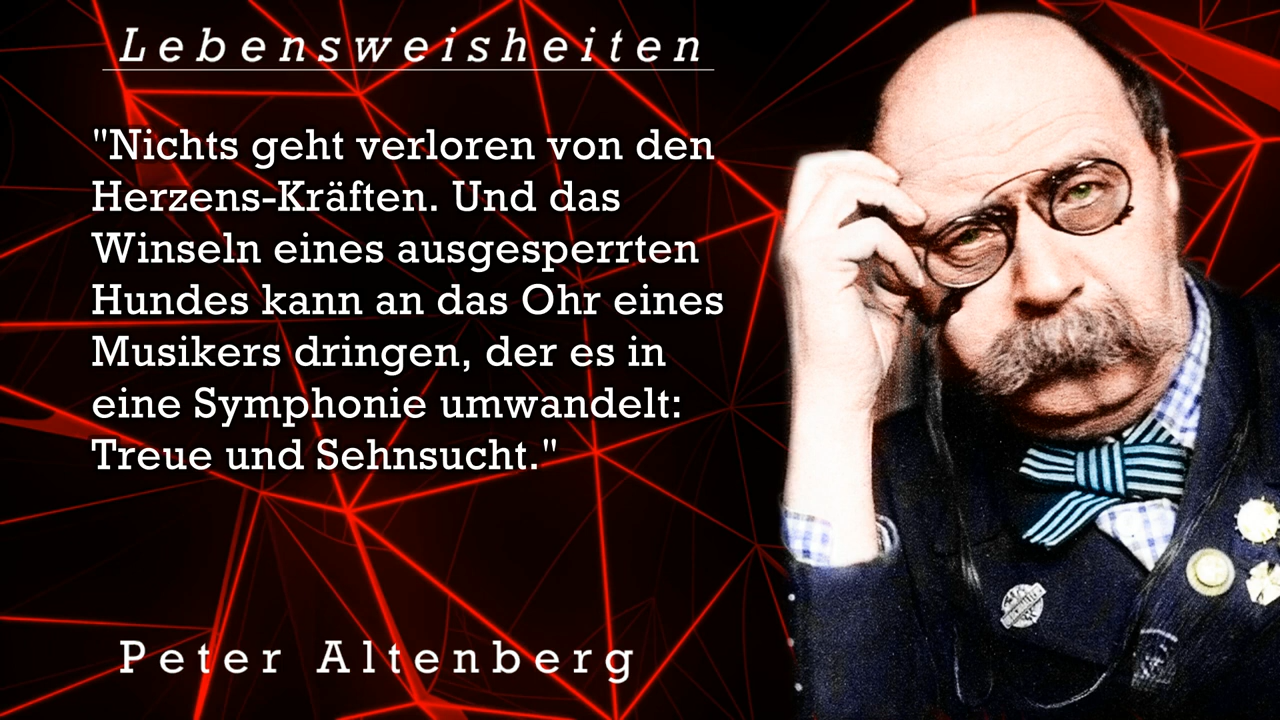 Lebensweisheiten
"Nichts geht verloren von den
Herzens-Kräften. Und das
Winseln eines ausgesperrten
Hundes kann an das Ohr eines
Musikers dringen, der es in
eine Symphonie umwandelt:
Treue und Sehnsucht."
Peter Altenberg